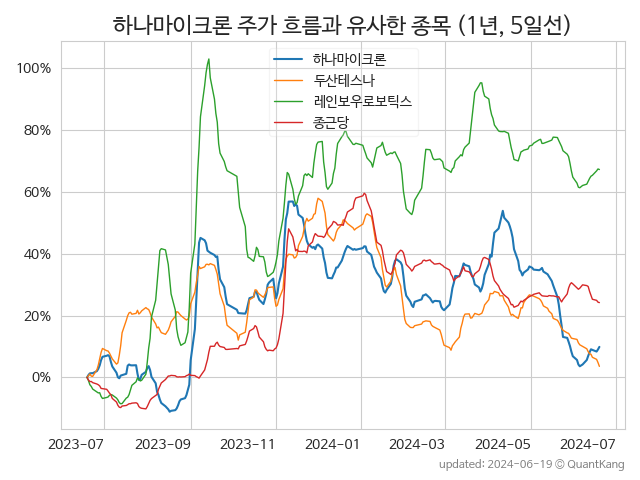 하나마이크론 주가 흐름과 유사한 종목 (1년, 5일선)
하나마이크론
두산테스나
레인보우로보틱스
종근당
100%
80%
60%
40%
20%
0%
2023-07 2023-09 2023-11 2024-01 2024-03 2024-05 2024-07
updated: 2024-06-19 © QuantKang